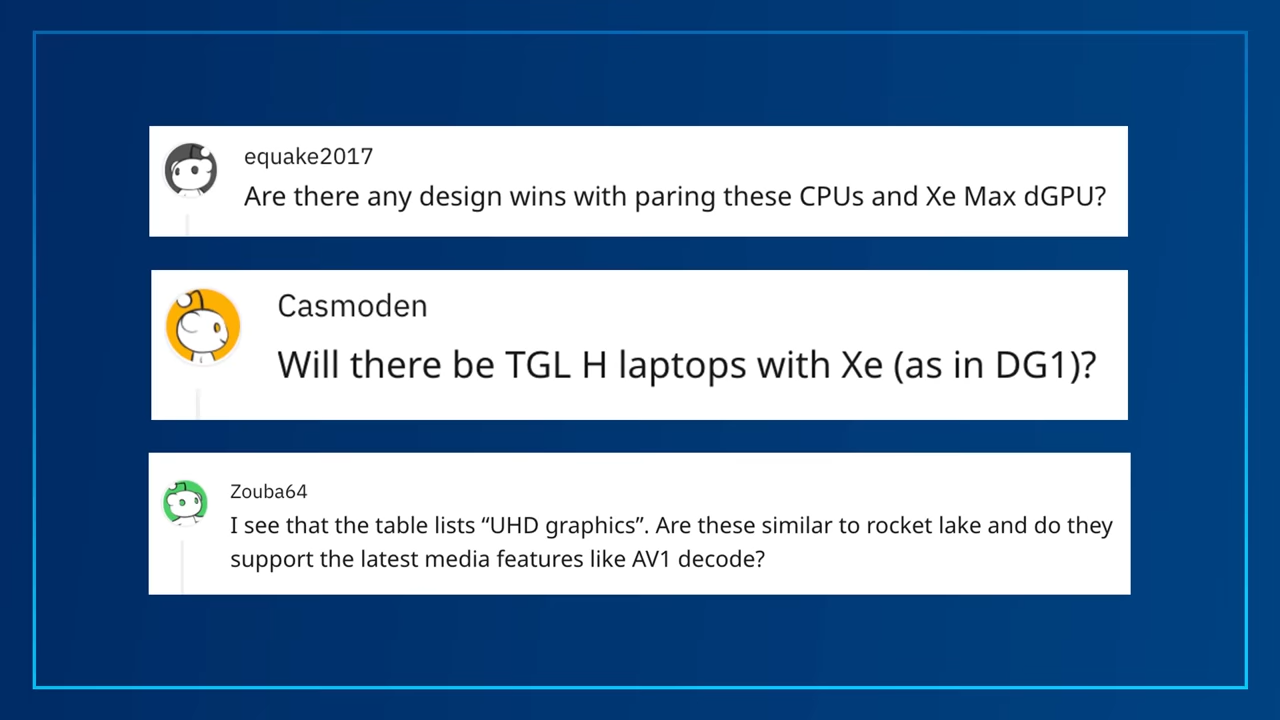 equake2017
Are there any design wins with paring these CPUs and Xe Max dGPU?
Casmoden
Will there be TGL H laptops with Xe (as in DG1)?
Zouba64
I see that the table lists “UHD graphics”. Are these similar to rocket lake and do they
support the latest media features like AV1 decode?